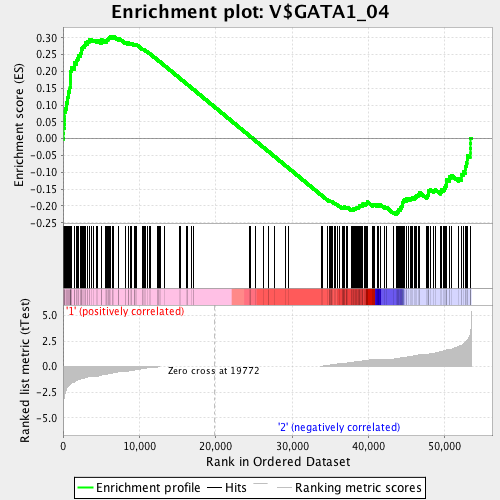 Enrichment plot: V$GATA1_04
Enrichment score (ES)
0.30
0.25
0.20
0.15
0.10
0.05
0.00
-0.05
-0.10
-0.15
-0.20
-0.25
'1' (positively correlated)
Ranked list metric (tTest)
5.0
2.5
0.0
-2.5
-5.0
Zero cross at 19772
'2' (negatively correlated)
0
10,000
20,000
30,000
40,000
50,000
Rank in Ordered Dataset
Enrichment profile
Hits
Ranking metric scores